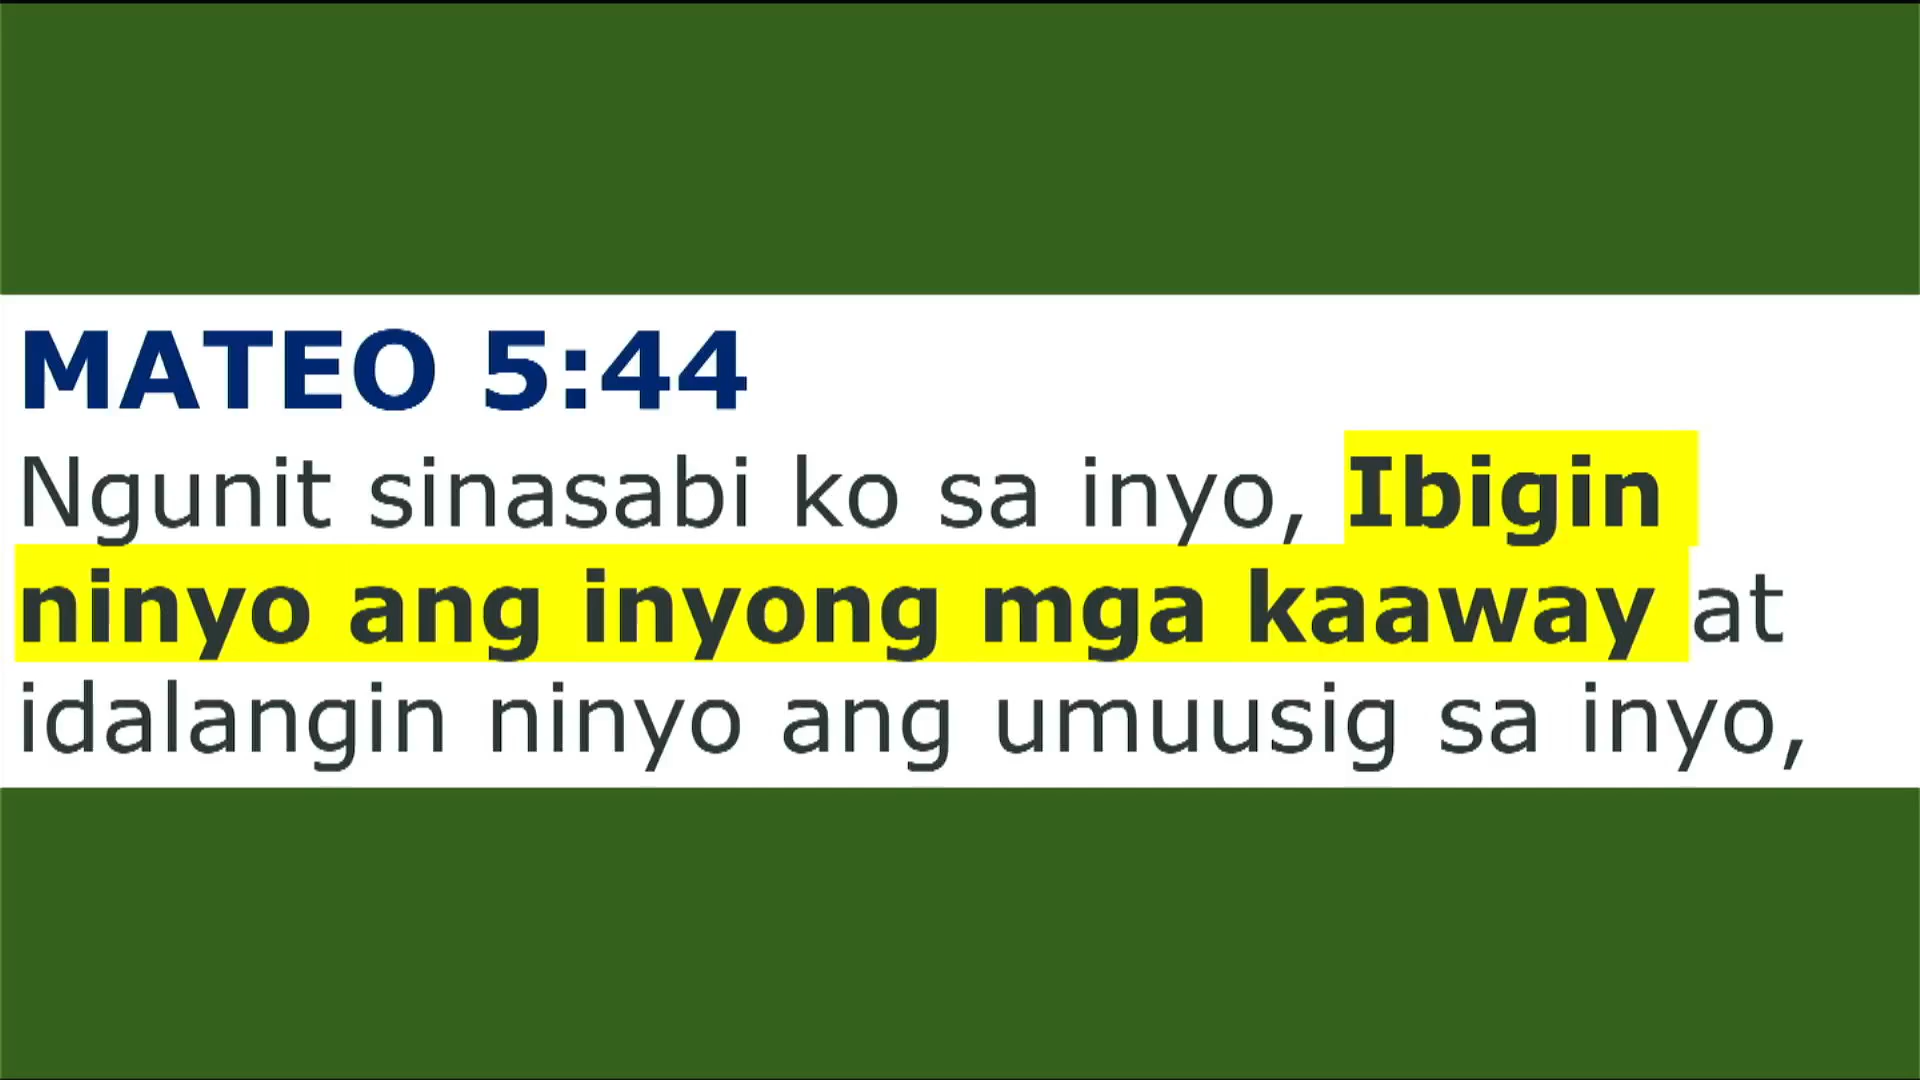 MATEO 5:44
Ngunit sinasabi ko sa inyo, Ibigin
ninyo ang inyong mga kaaway at
idalangin ninyo ang umuusig sa inyo,